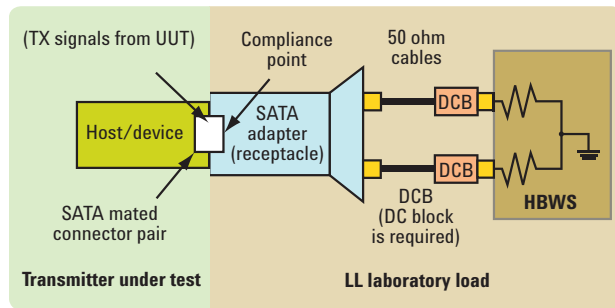 (TX signals from UUT)
Compliance
point
50 ohm
cables
Host/device
SATA
adapter
(receptacle)
DCB
DCB
HBWS
SATA mated
connector pair
DCB
(DC block
is required)
Transmitter under test
LL laboratory load